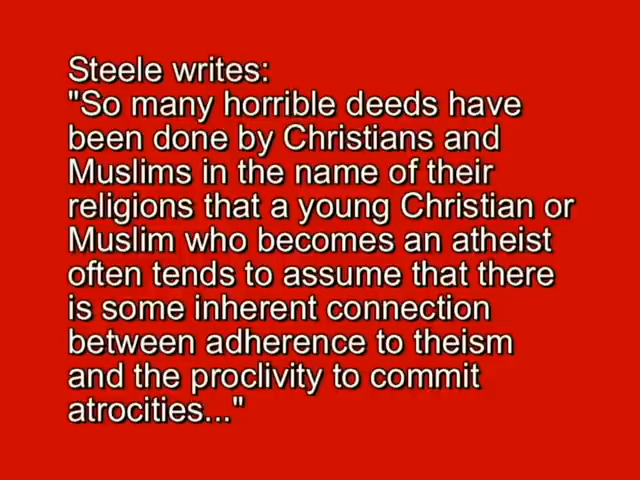 Steele writes:
"So many horrible deeds have
been done by Christians and
Muslims in the name of their
religions that a young Christian or
Muslim who becomes an atheist
often tends to assume that there
is some inherent connection
between adherence to theism
and the proclivity to commit
atrocities..."